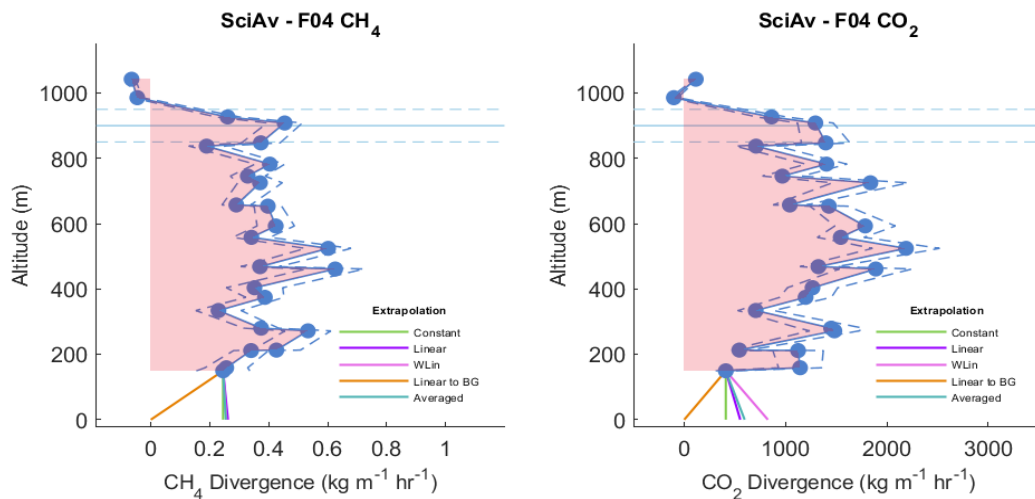 SciAv - F04 CH4
1000
800
600
400
200
0
Altitude (m)
Extrapolation
Constant
Linear
WLin
Linear to BG
Averaged
0
0.2
0.4
0.6
0.8
1
CH4 Divergence (kg m⁻¹ hr⁻¹)
SciAv - F04 CO2
1000
800
600
400
200
0
Altitude (m)
Extrapolation
Constant
Linear
WLin
Linear to BG
Averaged
0
1000
2000
3000
CO2 Divergence (kg m⁻¹ hr⁻¹)